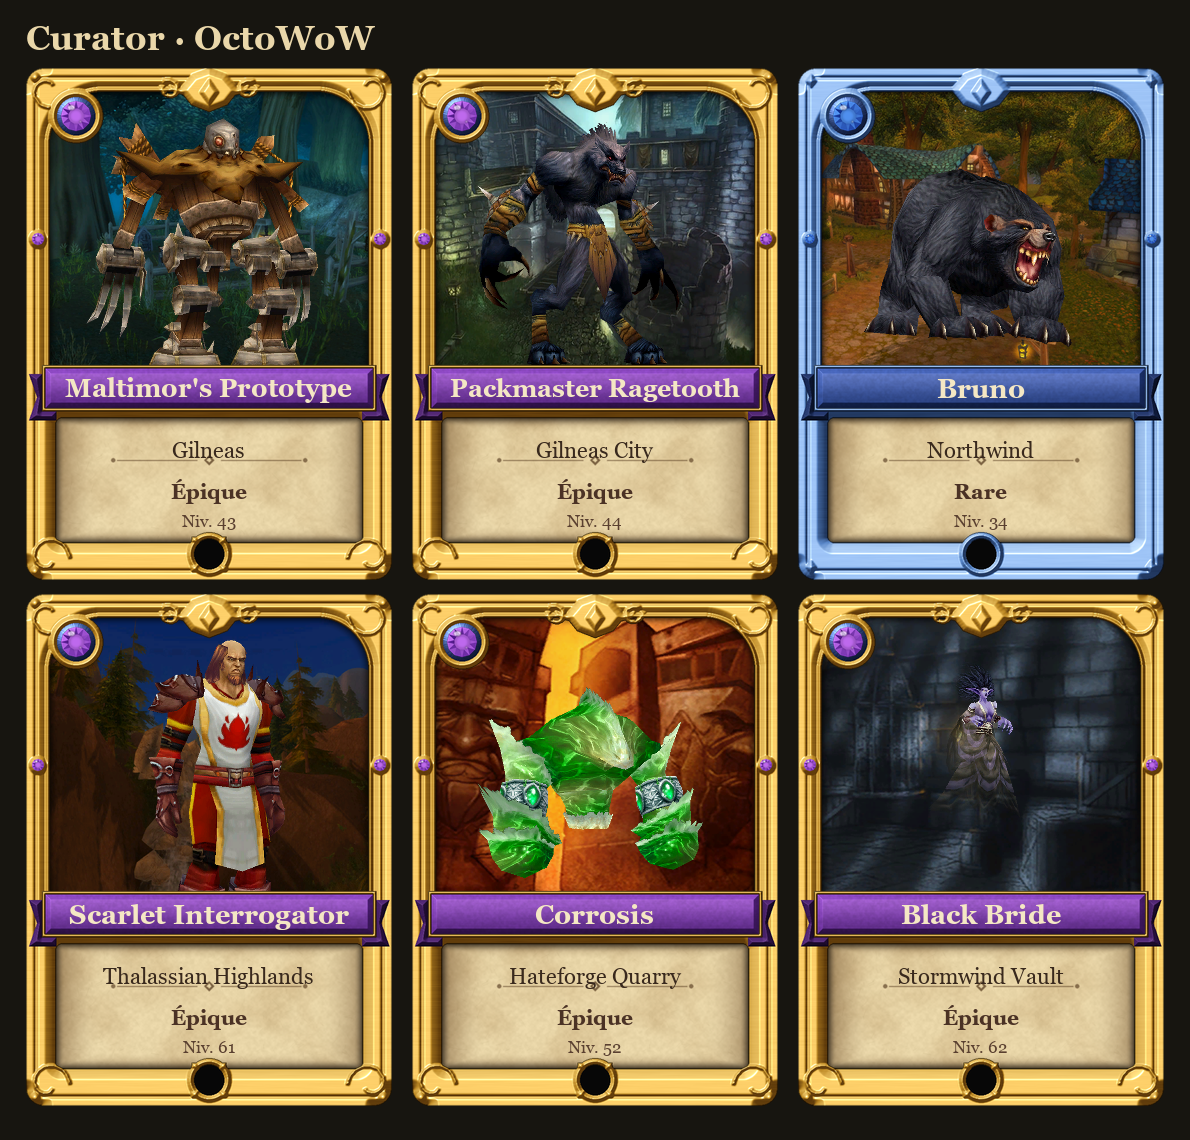 Curator · OctoWoW
Maltimor's Prototype
Gilneas
Épique
Niv. 43
Packmaster Ragetooth
Gilneas City
Épique
Niv. 44
Bruno
Northwind
Rare
Niv. 34
Scarlet Interrogator
Thalassian Highlands
Épique
Niv. 61
Corrosis
Hateforge Quarry
Épique
Niv. 52
Black Bride
Stormwind Vault
Épique
Niv. 62